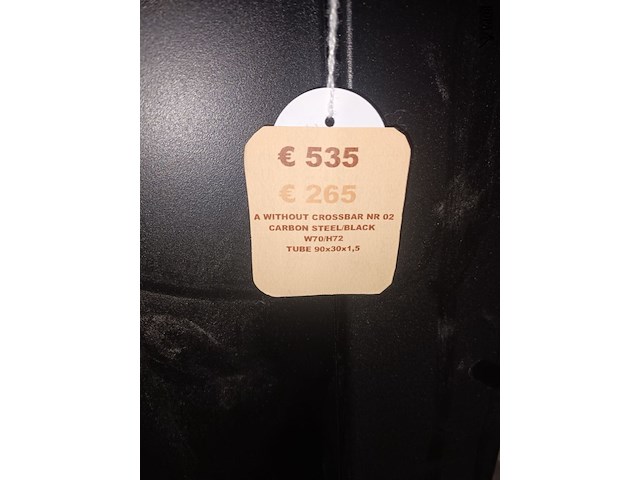 € 535
€ 265
A WITHOUT CROSSBAR NR 02
CARBON STEEL/BLACK
W70/H72
TUBE 90x30x1,5